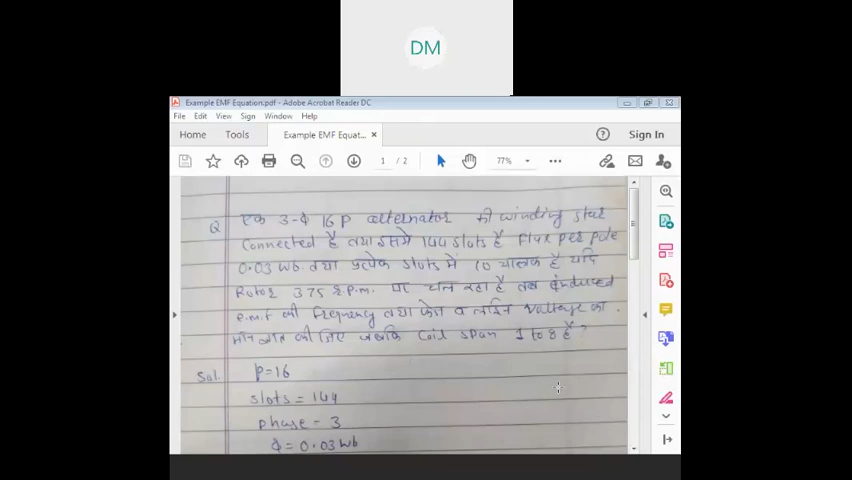 DM
Example EMF Equation.pdf - Adobe Acrobat Reader DC
File Edit View Sign Window Help
Home Tools Example EMF Equat... × Sign In
1 / 2 77%
Q एक 3-Φ 16 P alternator की winding star
Connected है तथा इसमें 144 slots है Flux per pole
0.03 Wb. तथा प्रत्येक slots में 10 चालक है यदि
Rotor 375 r.p.m. पर चल रहा है तब induced
e.m.f की frequency तथा फेज व लाइन voltage का
मान ज्ञात कीजिए जबकि Coil span 1 to 8 है?
Sol. P=16
slots = 144
phase = 3
Φ = 0.03 Wb